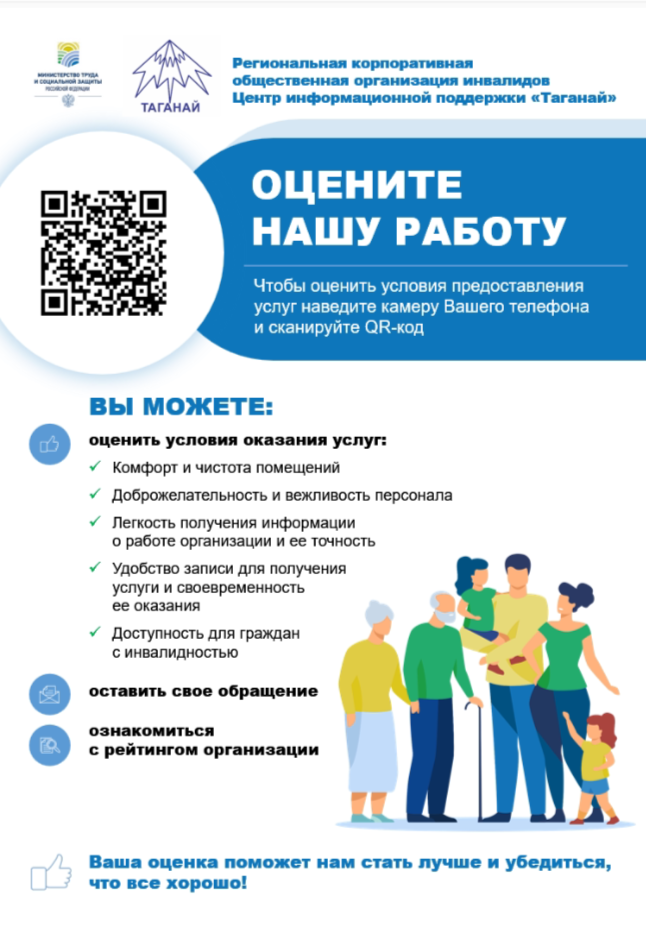 МИНИСТЕРСТВО ТРУДА
И СОЦИАЛЬНОЙ ЗАЩИТЫ
РОССИЙСКОЙ ФЕДЕРАЦИИ
ТАГАНАЙ
Региональная корпоративная
общественная организация инвалидов
Центр информационной поддержки «Таганай»
ОЦЕНИТЕ
НАШУ РАБОТУ
Чтобы оценить условия предоставления
услуг наведите камеру Вашего телефона
и сканируйте QR-код
ВЫ МОЖЕТЕ:
оценить условия оказания услуг:
Комфорт и чистота помещений
Доброжелательность и вежливость персонала
Легкость получения информации
о работе организации и ее точность
Удобство записи для получения
услуги и своевременность
ее оказания
Доступность для граждан
с инвалидностью
оставить свое обращение
ознакомиться
с рейтингом организации
Ваша оценка поможет нам стать лучше и убедиться,
что все хорошо!